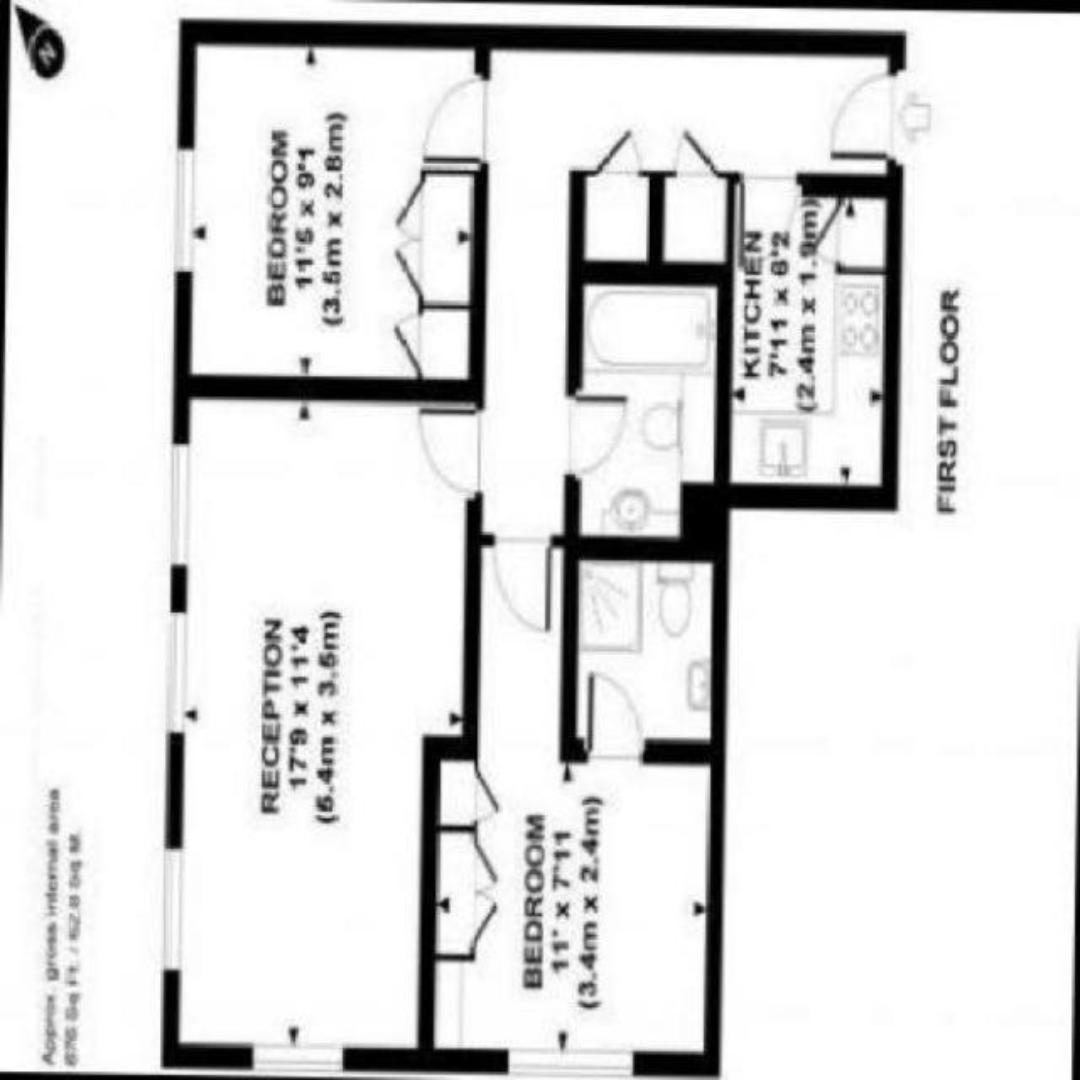 N
BEDROOM
11'5 x 9'1
(3.5m x 2.8m)
KITCHEN
7'11 x 6'2
(2.4m x 1.9m)
RECEPTION
17'9 x 11'4
(5.4m x 3.5m)
BEDROOM
11' x 7'11
(3.4m x 2.4m)
FIRST FLOOR
Approx. gross internal area
676 Sq Ft. / 62.8 Sq M.